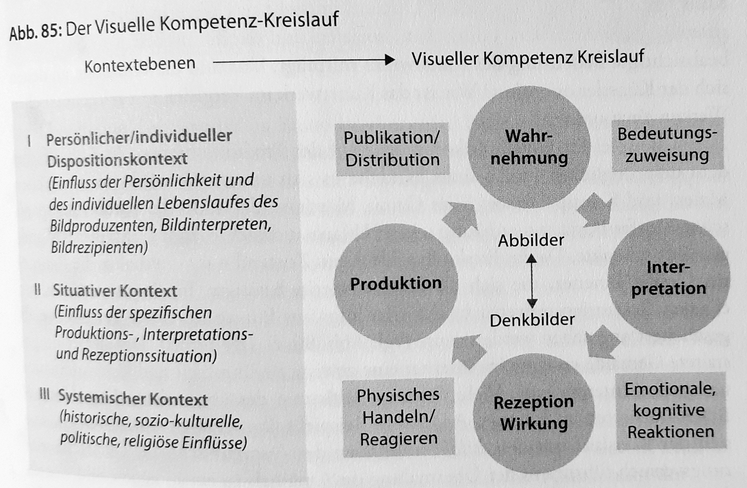 Abb. 85: Der Visuelle Kompetenz-Kreislauf
Kontextebenen
Visueller Kompetenz Kreislauf
I Persönlicher/individueller
Dispositionskontext
(Einfluss der Persönlichkeit und
des individuellen Lebenslaufes des
Bildproduzenten, Bildinterpreten,
Bildrezipienten)
II Situativer Kontext
(Einfluss der spezifischen
Produktions-, Interpretations-
und Rezeptionssituation)
III Systemischer Kontext
(historische, sozio-kulturelle,
politische, religiöse Einflüsse)
Publikation/
Distribution
Wahr-
nehmung
Bedeutungs-
zuweisung
Produktion
Abbilder
Denkbilder
Inter-
pretation
Physisches
Handeln/
Reagieren
Rezeption
Wirkung
Emotionale,
kognitive
Reaktionen